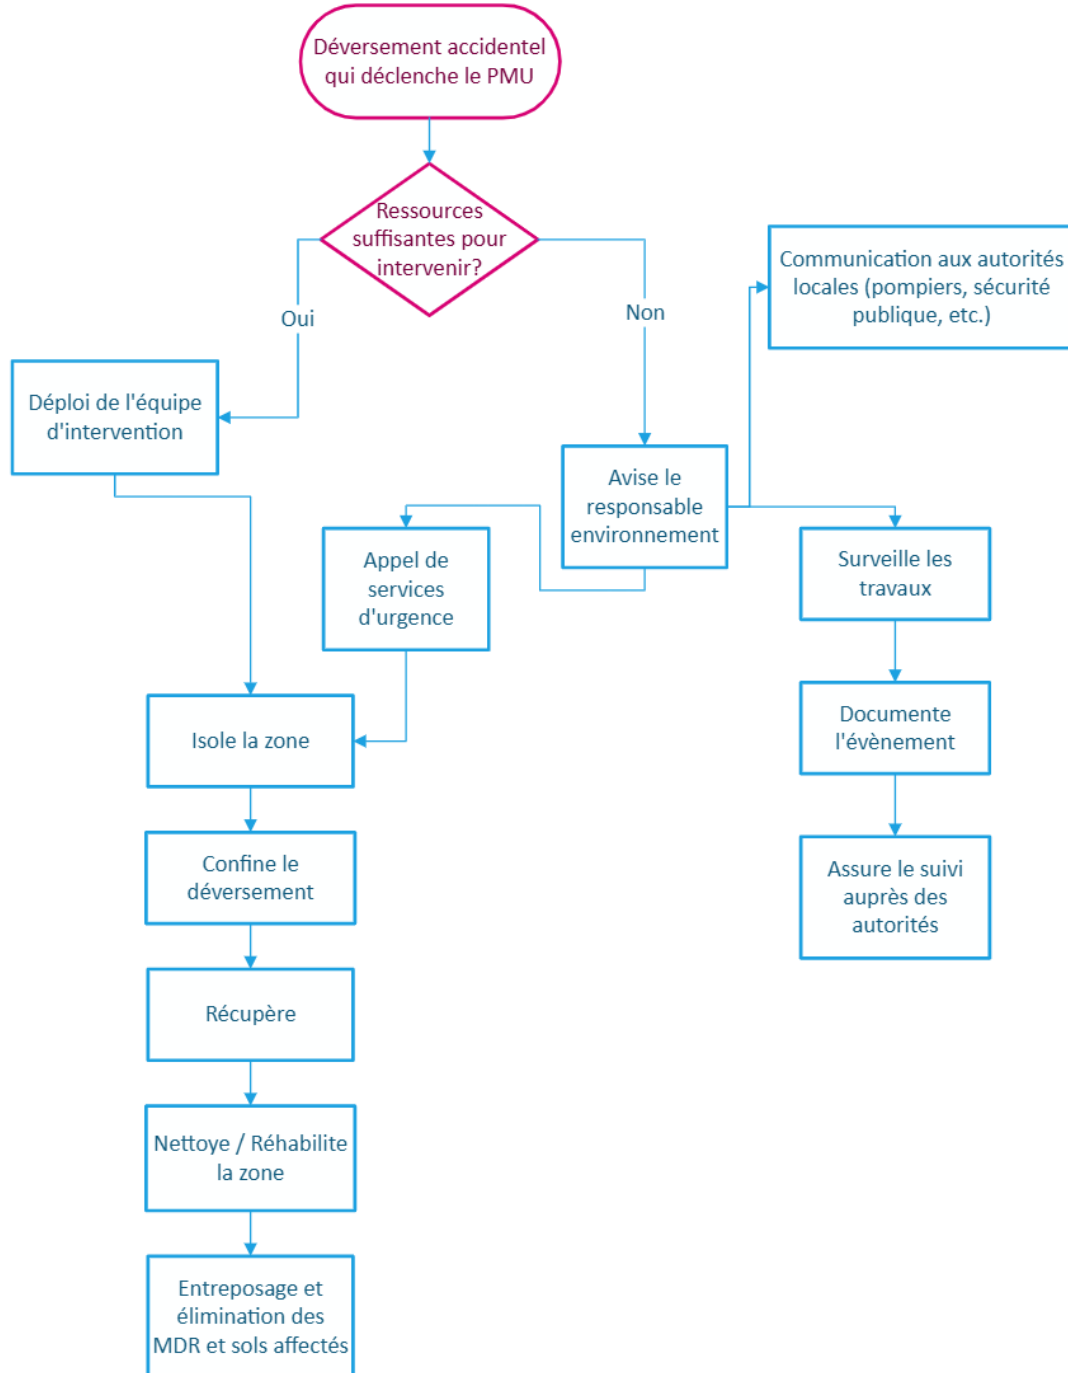 Déversement accidentel
qui déclenche le PMU
Ressources
suffisantes pour
intervenir?
Oui
Non
Communication aux autorités
locales (pompiers, sécurité
publique, etc.)
Déploi de l'équipe
d'intervention
Avise le
responsable
environnement
Appel de
services
d'urgence
Surveille les
travaux
Isole la zone
Documente
l'évènement
Confine le
déversement
Assure le suivi
auprès des
autorités
Récupère
Nettoye / Réhabilite
la zone
Entreposage et
élimination des
MDR et sols affectés